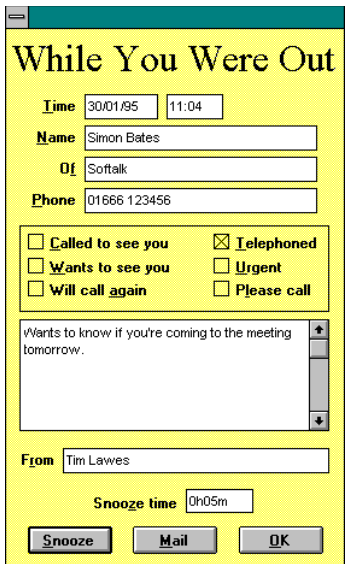 While You Were Out
Time 30/01/95 11:04
Name Simon Bates
Of Softalk
Phone 01666 123456
Called to see you Telephoned
Wants to see you Urgent
Will call again Please call
Wants to know if you're coming to the meeting
tomorrow.
From Tim Lawes
Snooze time 0h05m
Snooze Mail OK